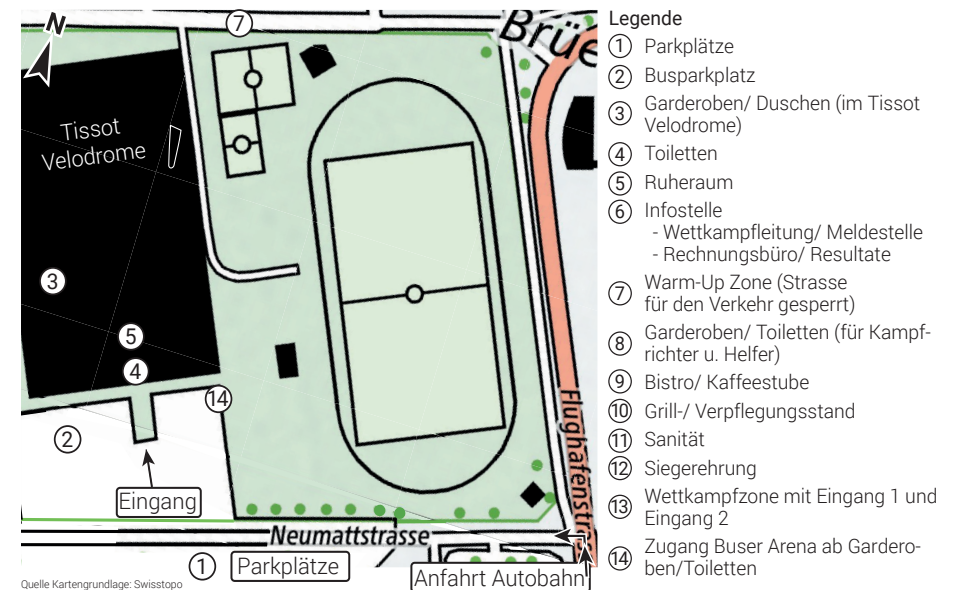 N
7
Brüe
Tissot
Velodrome
3
5
4
14
2
Eingang
Flughafenstras
Neumattstrasse
1 Parkplätze
Anfahrt Autobahn
Quelle Kartengrundlage: Swisstopo
Legende
1 Parkplätze
2 Busparkplatz
3 Garderoben/ Duschen (im Tissot
Velodrome)
4 Toiletten
5 Ruheraum
6 Infostelle
- Wettkampfleitung/ Meldestelle
- Rechnungsbüro/ Resultate
7 Warm-Up Zone (Strasse
für den Verkehr gesperrt)
8 Garderoben/ Toiletten (für Kampf-
richter u. Helfer)
9 Bistro/ Kaffeestube
10 Grill-/ Verpflegungsstand
11 Sanität
12 Siegerehrung
13 Wettkampfzone mit Eingang 1 und
Eingang 2
14 Zugang Buser Arena ab Gardero-
ben/Toiletten